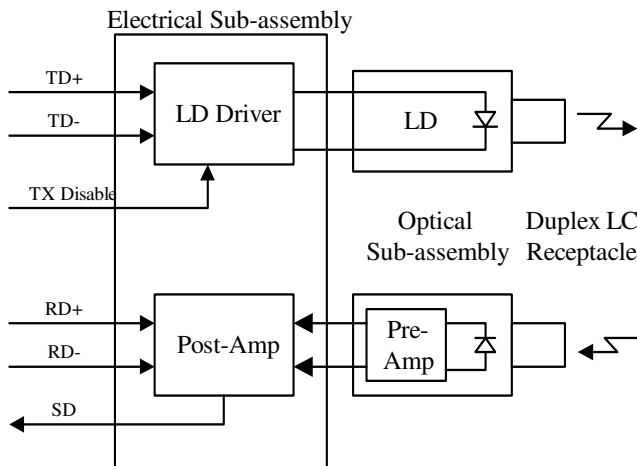 Electrical Sub-assembly
TD+
TD-
TX Disable
LD Driver
LD
Optical
Sub-assembly
Duplex LC
Receptacle
RD+
RD-
SD
Post-Amp
Pre-
Amp